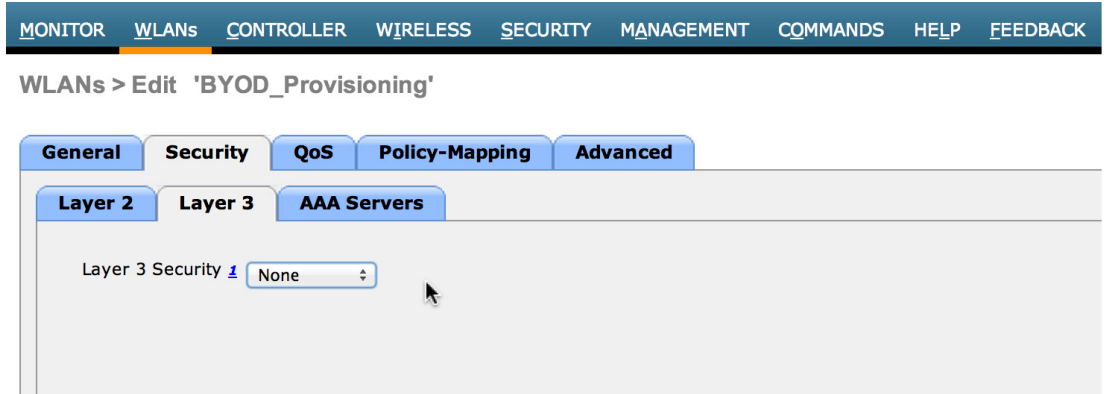 MONITOR WLANs CONTROLLER WIRELESS SECURITY MANAGEMENT COMMANDS HELP FEEDBACK
WLANs > Edit 'BYOD_Provisioning'
General Security QoS Policy-Mapping Advanced
Layer 2 Layer 3 AAA Servers
Layer 3 Security 1 None